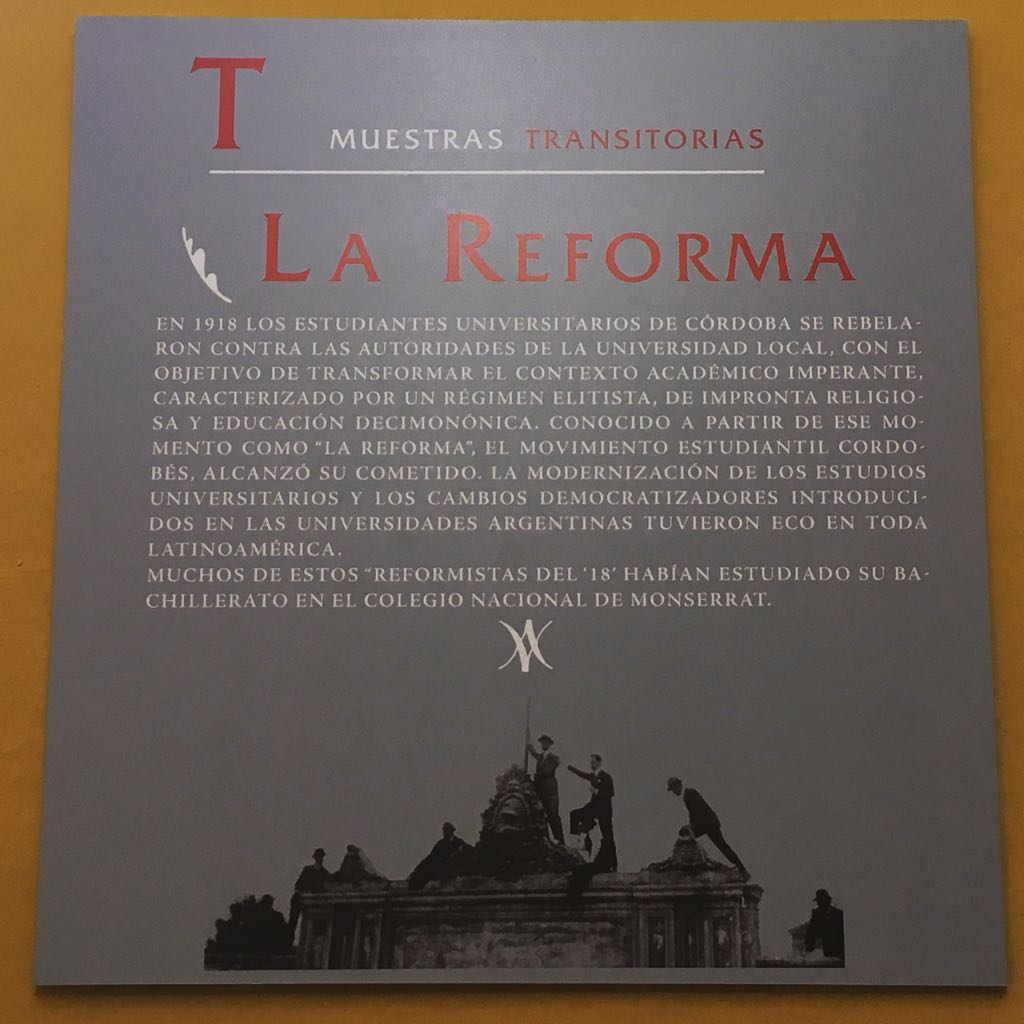 T
MUESTRAS TRANSITORIAS
LA REFORMA
EN 1918 LOS ESTUDIANTES UNIVERSITARIOS DE CÓRDOBA SE REBELA-
RON CONTRA LAS AUTORIDADES DE LA UNIVERSIDAD LOCAL, CON EL
OBJETIVO DE TRANSFORMAR EL CONTEXTO ACADÉMICO IMPERANTE,
CARACTERIZADO POR UN RÉGIMEN ELITISTA, DE IMPRONTA RELIGIO-
SA Y EDUCACIÓN DECIMONÓNICA. CONOCIDO A PARTIR DE ESE MO-
MENTO COMO "LA REFORMA", EL MOVIMIENTO ESTUDIANTIL CORDO-
BÉS, ALCANZÓ SU COMETIDO. LA MODERNIZACIÓN DE LOS ESTUDIOS
UNIVERSITARIOS Y LOS CAMBIOS DEMOCRATIZADORES INTRODUCI-
DOS EN LAS UNIVERSIDADES ARGENTINAS TUVIERON ECO EN TODA
LATINOAMÉRICA.
MUCHOS DE ESTOS "REFORMISTAS DEL '18' HABÍAN ESTUDIADO SU BA-
CHILLERATO EN EL COLEGIO NACIONAL DE MONSERRAT.